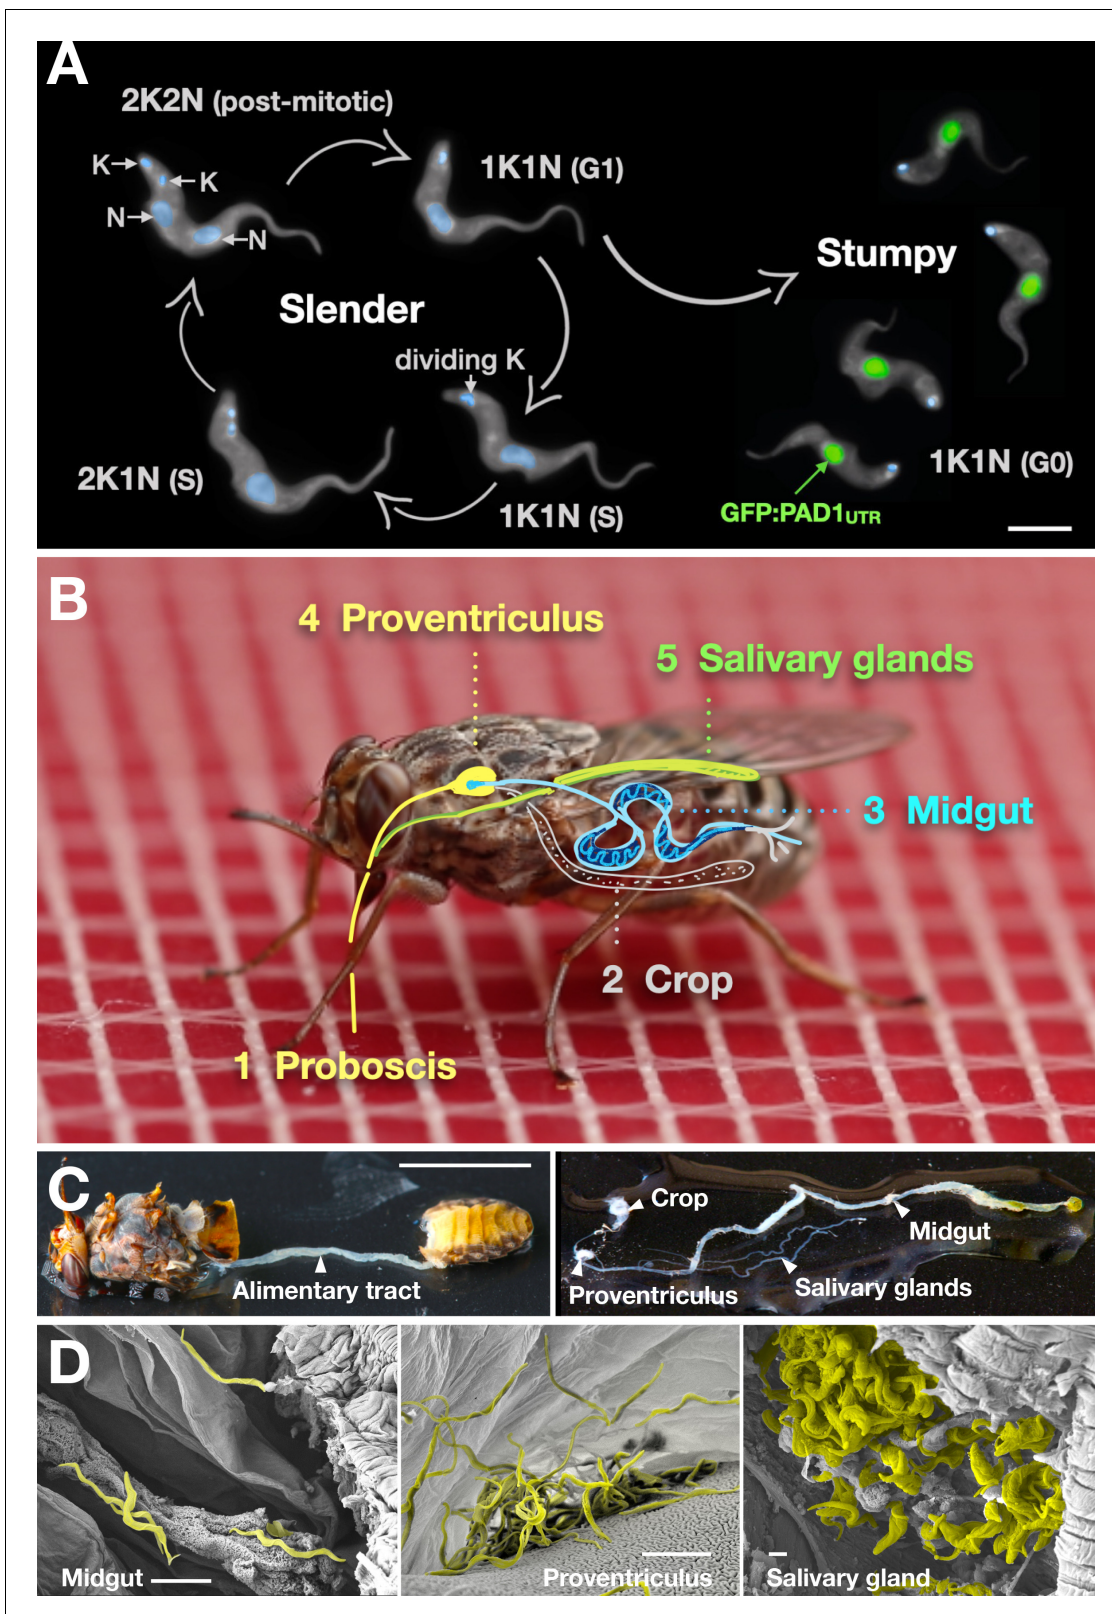 A
2K2N (post-mitotic)
K
K
N
N
1K1N (G1)
Slender
Stumpy
dividing K
2K1N (S)
1K1N (S)
1K1N (G0)
GFP:PAD1UTR
B
4 Proventriculus
5 Salivary glands
3 Midgut
2 Crop
1 Proboscis
C
Alimentary tract
Crop
Midgut
Proventriculus
Salivary glands
D
Midgut
Proventriculus
Salivary gland